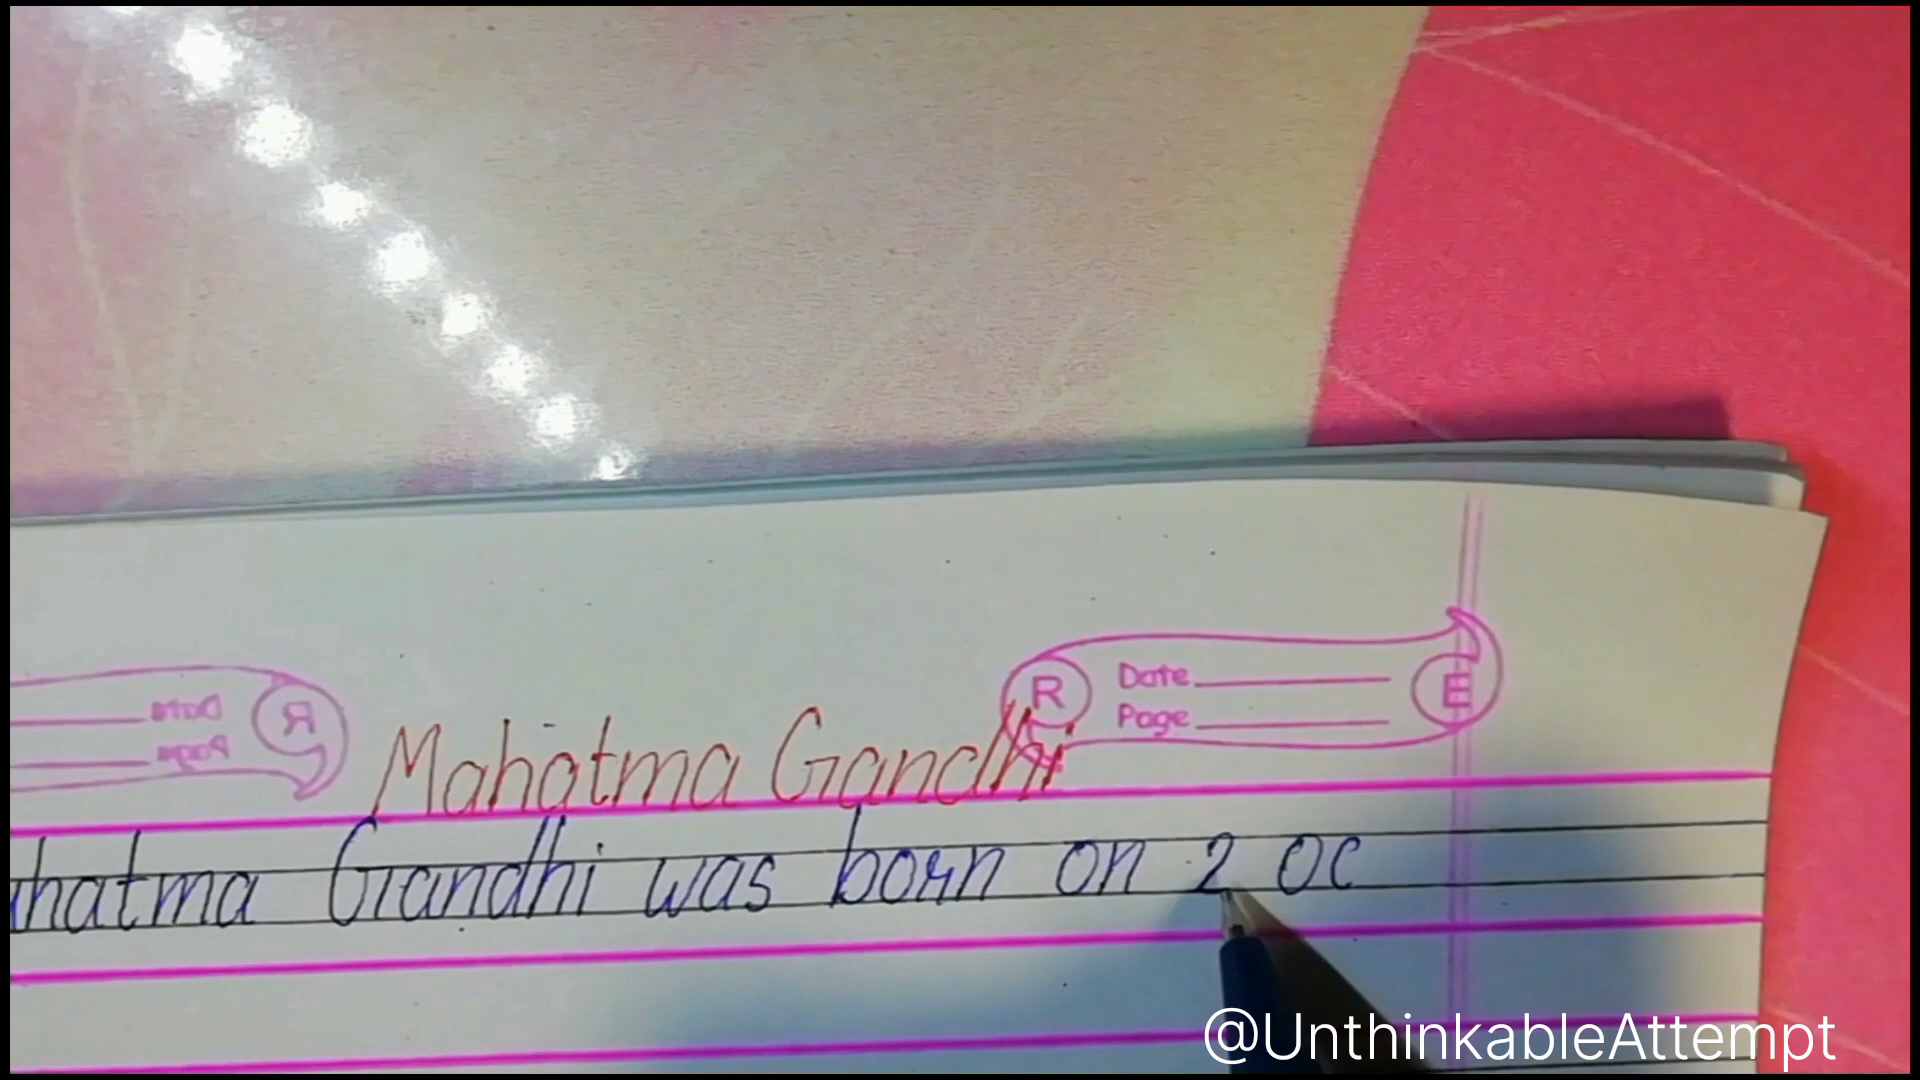 R Date E
Page
Mahatma Gandhi
hatma Gandhi was born on 2 OC
@UnthinkableAttempt